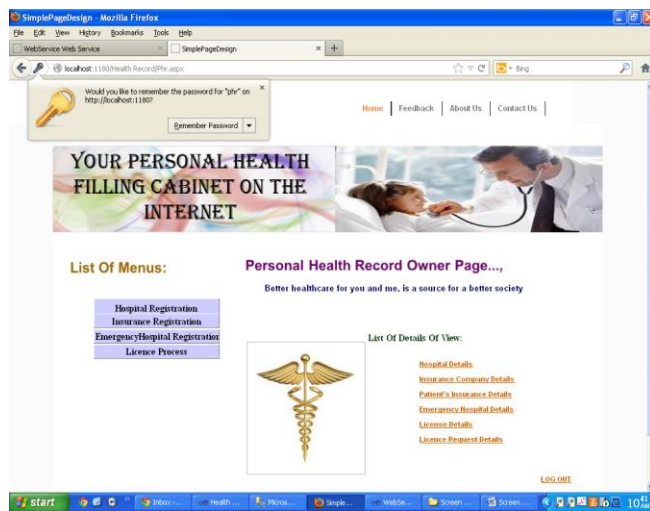 SimplePageDesign - Mozilla Firefox
File Edit View History Bookmarks Tools Help
WebService Web Service × SimplePageDesign × +
localhost:1180/Health Record/Phr.aspx Bing
Would you like to remember the password for "phr" on
http://localhost:1180?
Remember Password
Home Feedback About Us Contact Us
YOUR PERSONAL HEALTH
FILLING CABINET ON THE
INTERNET
List Of Menus:
Personal Health Record Owner Page...,
Better healthcare for you and me, is a source for a better society
Hospital Registration
Insurance Registration
EmergencyHospital Registration
Licence Process
List Of Details Of View:
Hospital Details
Insurance Company Details
Patient's Insurance Details
Emergency Hospital Details
License Details
Licence Request Details
LOG OUT
start Inbox -... Health ... Micros... Simple... WebSe... Screen ... Screen ...